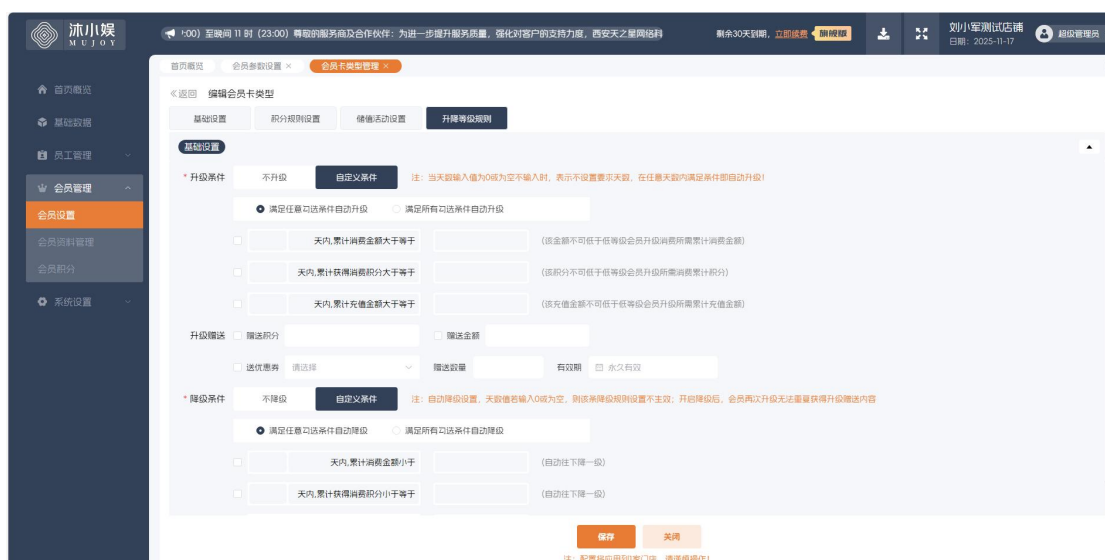 沐小娱
MUJOY
:00）至晚间 11 时（23:00）尊敬的服务商及合作伙伴：为进一步提升服务质量，强化对客户的支持力度，西安天之星网络科
剩余30天到期，立即续费 旗舰版
刘小军测试店铺
日期：2025-11-17
超级管理员
首页概览 会员参数设置 × 会员卡类型管理 ×
首页概览
基础数据
员工管理
会员管理
会员设置
会员资料管理
会员积分
系统设置
《返回 编辑会员卡类型
基础设置 积分规则设置 储值活动设置 升降等级规则
基础设置
* 升级条件 不升级 自定义条件 注：当天数输入值为0或为空不输入时，表示不设置要求天数，在任意天数内满足条件即自动升级！
满足任意勾选条件自动升级 满足所有勾选条件自动升级
天内,累计消费金额大于等于 (该金额不可低于低等级会员升级消费所需累计消费金额)
天内,累计获得消费积分大于等于 (该积分不可低于低等级会员升级所需消费累计积分)
天内,累计充值金额大于等于 (该充值金额不可低于低等级会员升级所需累计充值金额)
升级赠送 赠送积分 赠送金额
送优惠券 请选择 赠送数量 有效期 永久有效
* 降级条件 不降级 自定义条件 注：自动降级设置，天数值若输入0或为空，则该条降级规则设置不生效；开启降级后，会员再次升级无法重复获得升级赠送内容
满足任意勾选条件自动降级 满足所有勾选条件自动降级
天内,累计消费金额小于 (自动往下降一级)
天内,累计获得消费积分小于等于 (自动往下降一级)
保存 关闭